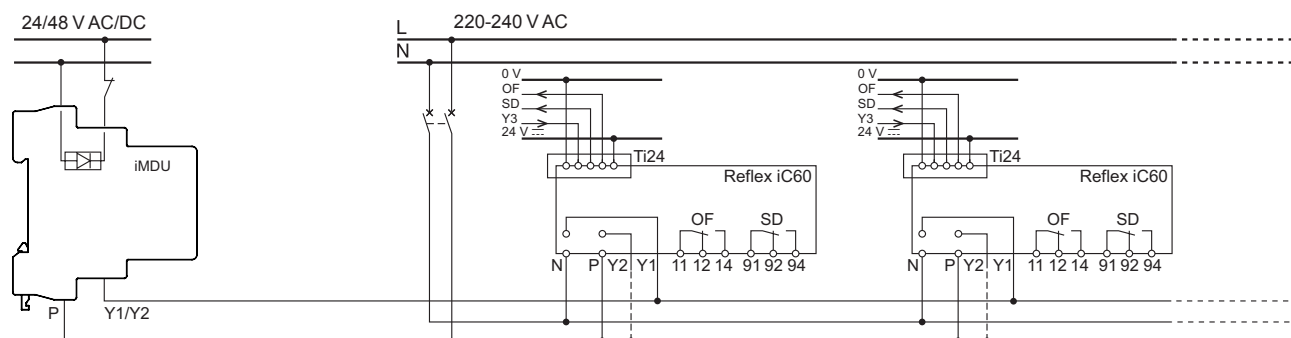 24/48 V AC/DC
L 220-240 V AC
N
0 V 0 V
OF OF
SD SD
Y3 Y3
24 V ⎓ 24 V ⎓
Ti24 Ti24
iMDU Reflex iC60 Reflex iC60
OF SD OF SD
N P Y2 Y1 11 12 14 91 92 94 N P Y2 Y1 11 12 14 91 92 94
P Y1/Y2